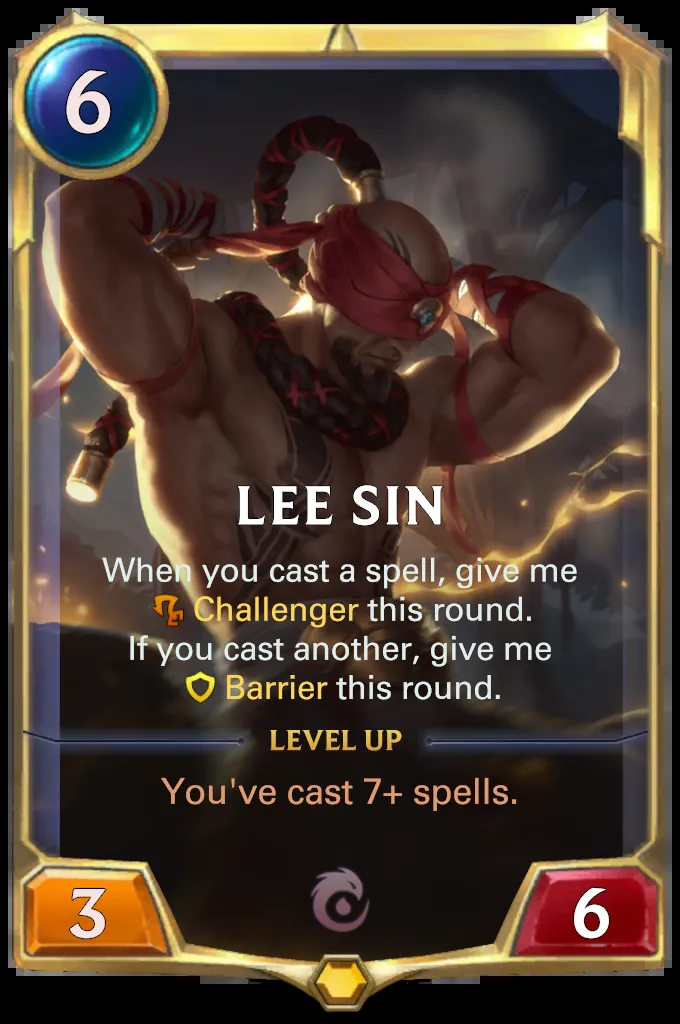 6
LEE SIN
When you cast a spell, give me
Challenger this round.
If you cast another, give me
Barrier this round.
LEVEL UP
You've cast 7+ spells.
3
6